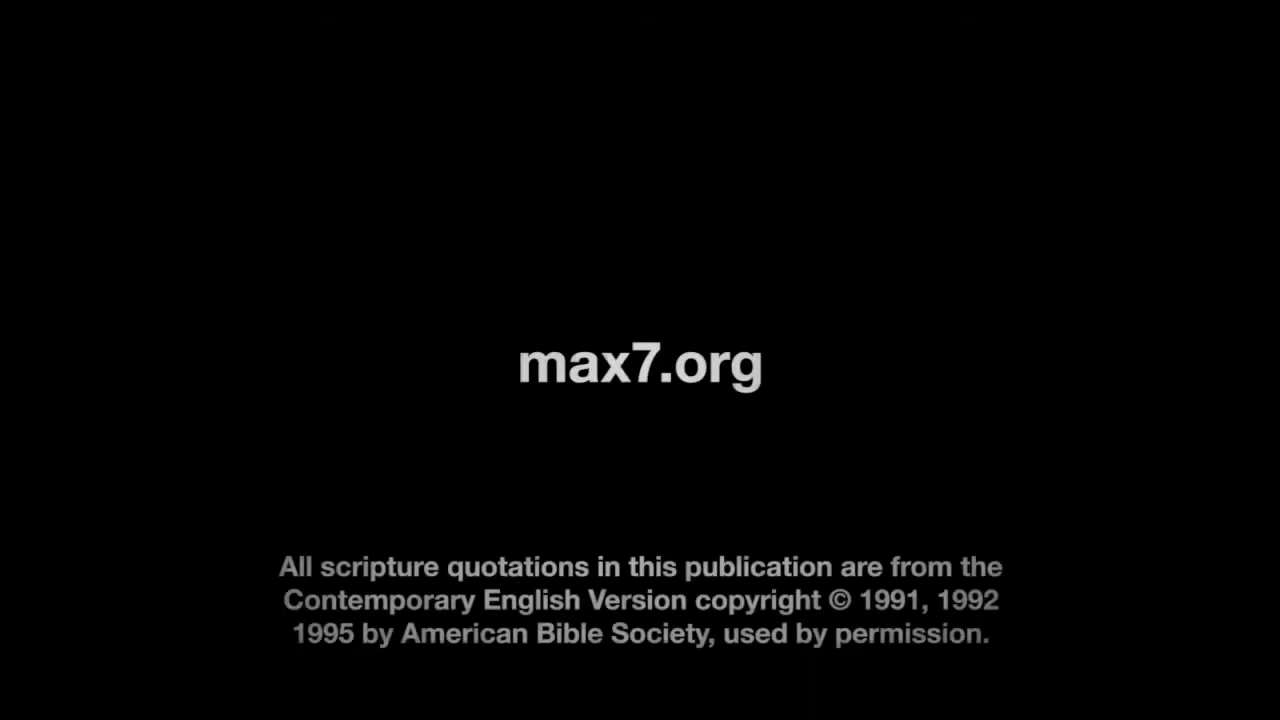 max7.org
All scripture quotations in this publication are from the
Contemporary English Version copyright © 1991, 1992
1995 by American Bible Society, used by permission.